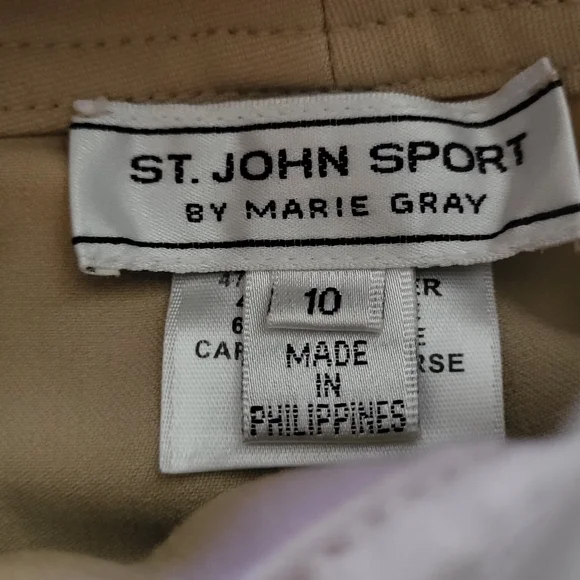 ST. JOHN SPORT
BY MARIE GRAY
10
MADE
IN
PHILIPPINES